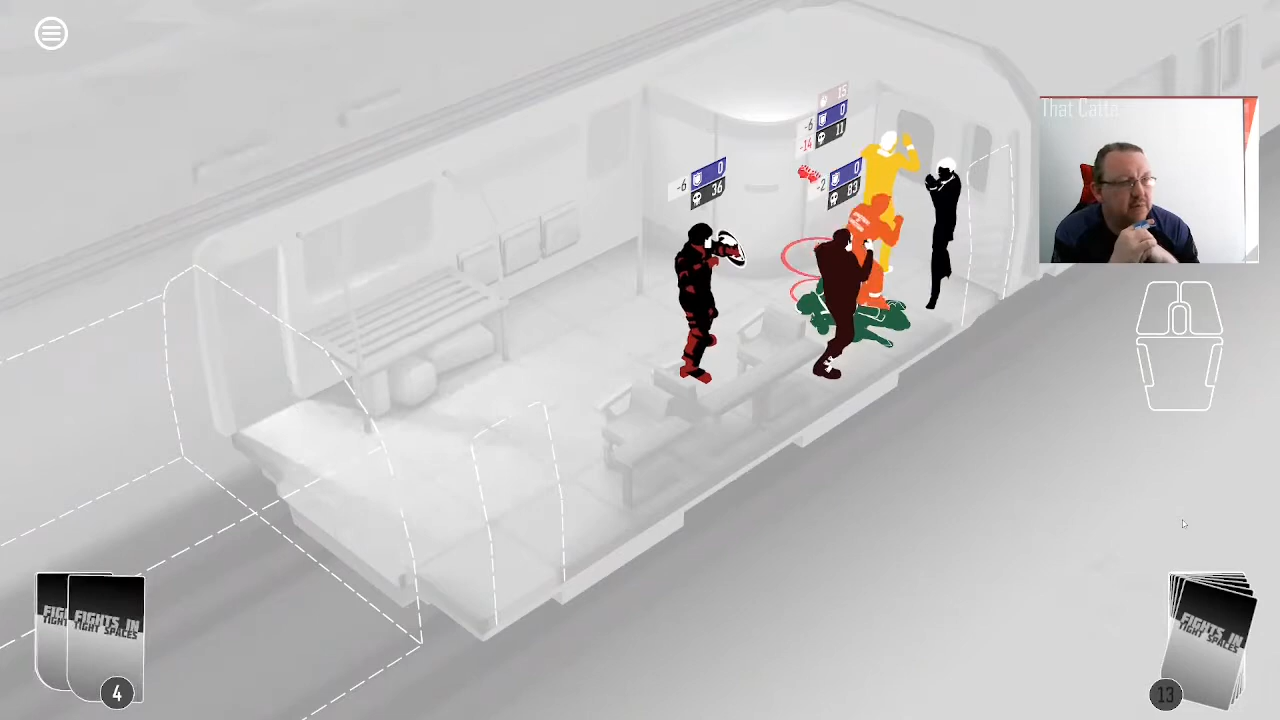 15
-6 0
-14 11
-6 0
36
-2 0
83
That Catta
FIGHTS IN
TIGHT SPACES
4
FIGHTS IN
TIGHT SPACES
13